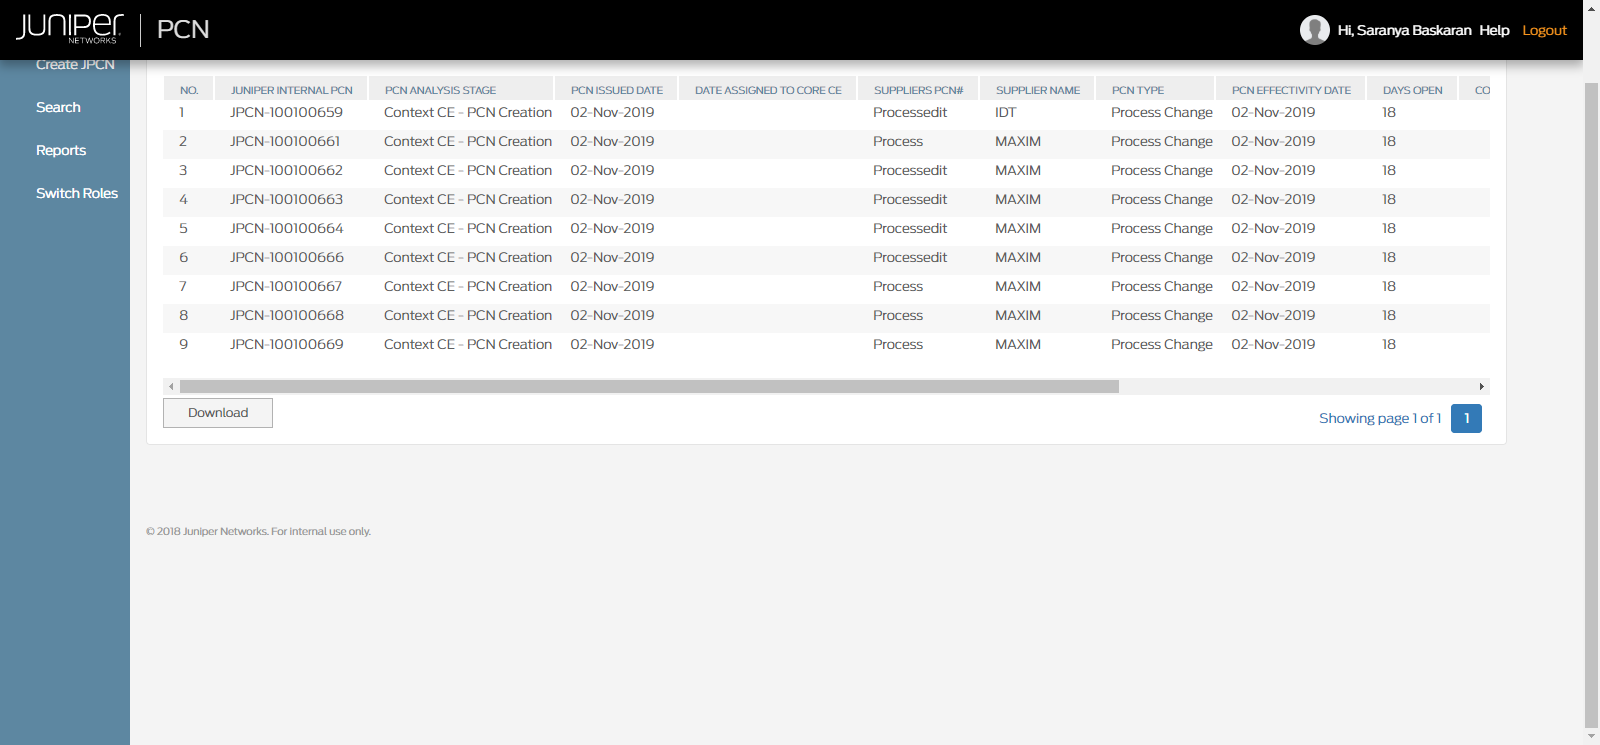 JUNIPEr NETWORKS PCN Hi, Saranya Baskaran Help Logout
Create JPCN
Search
Reports
Switch Roles
NO. JUNIPER INTERNAL PCN PCN ANALYSIS STAGE PCN ISSUED DATE DATE ASSIGNED TO CORE CE SUPPLIERS PCN# SUPPLIER NAME PCN TYPE PCN EFFECTIVITY DATE DAYS OPEN CO
1 JPCN-100100659 Context CE - PCN Creation 02-Nov-2019 Processedit IDT Process Change 02-Nov-2019 18
2 JPCN-100100661 Context CE - PCN Creation 02-Nov-2019 Process MAXIM Process Change 02-Nov-2019 18
3 JPCN-100100662 Context CE - PCN Creation 02-Nov-2019 Processedit MAXIM Process Change 02-Nov-2019 18
4 JPCN-100100663 Context CE - PCN Creation 02-Nov-2019 Processedit MAXIM Process Change 02-Nov-2019 18
5 JPCN-100100664 Context CE - PCN Creation 02-Nov-2019 Processedit MAXIM Process Change 02-Nov-2019 18
6 JPCN-100100666 Context CE - PCN Creation 02-Nov-2019 Processedit MAXIM Process Change 02-Nov-2019 18
7 JPCN-100100667 Context CE - PCN Creation 02-Nov-2019 Process MAXIM Process Change 02-Nov-2019 18
8 JPCN-100100668 Context CE - PCN Creation 02-Nov-2019 Process MAXIM Process Change 02-Nov-2019 18
9 JPCN-100100669 Context CE - PCN Creation 02-Nov-2019 Process MAXIM Process Change 02-Nov-2019 18
Download
Showing page 1 of 1 1
© 2018 Juniper Networks. For internal use only.